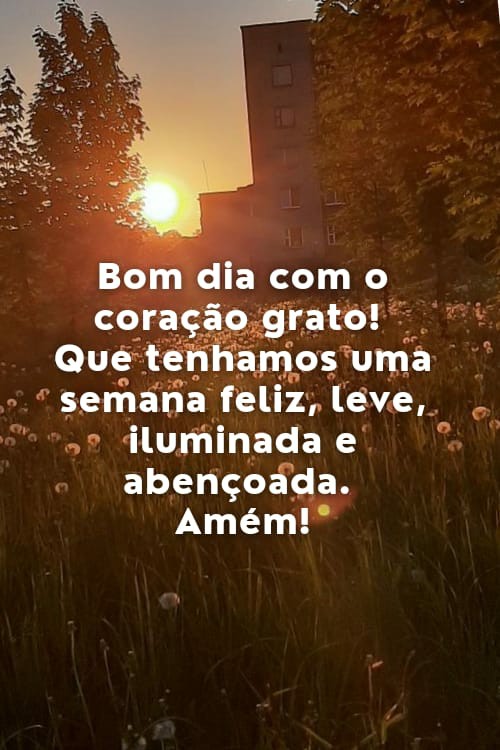 Bom dia com o
coração grato!
Que tenhamos uma
semana feliz, leve,
iluminada e
abençoada.
Amém!